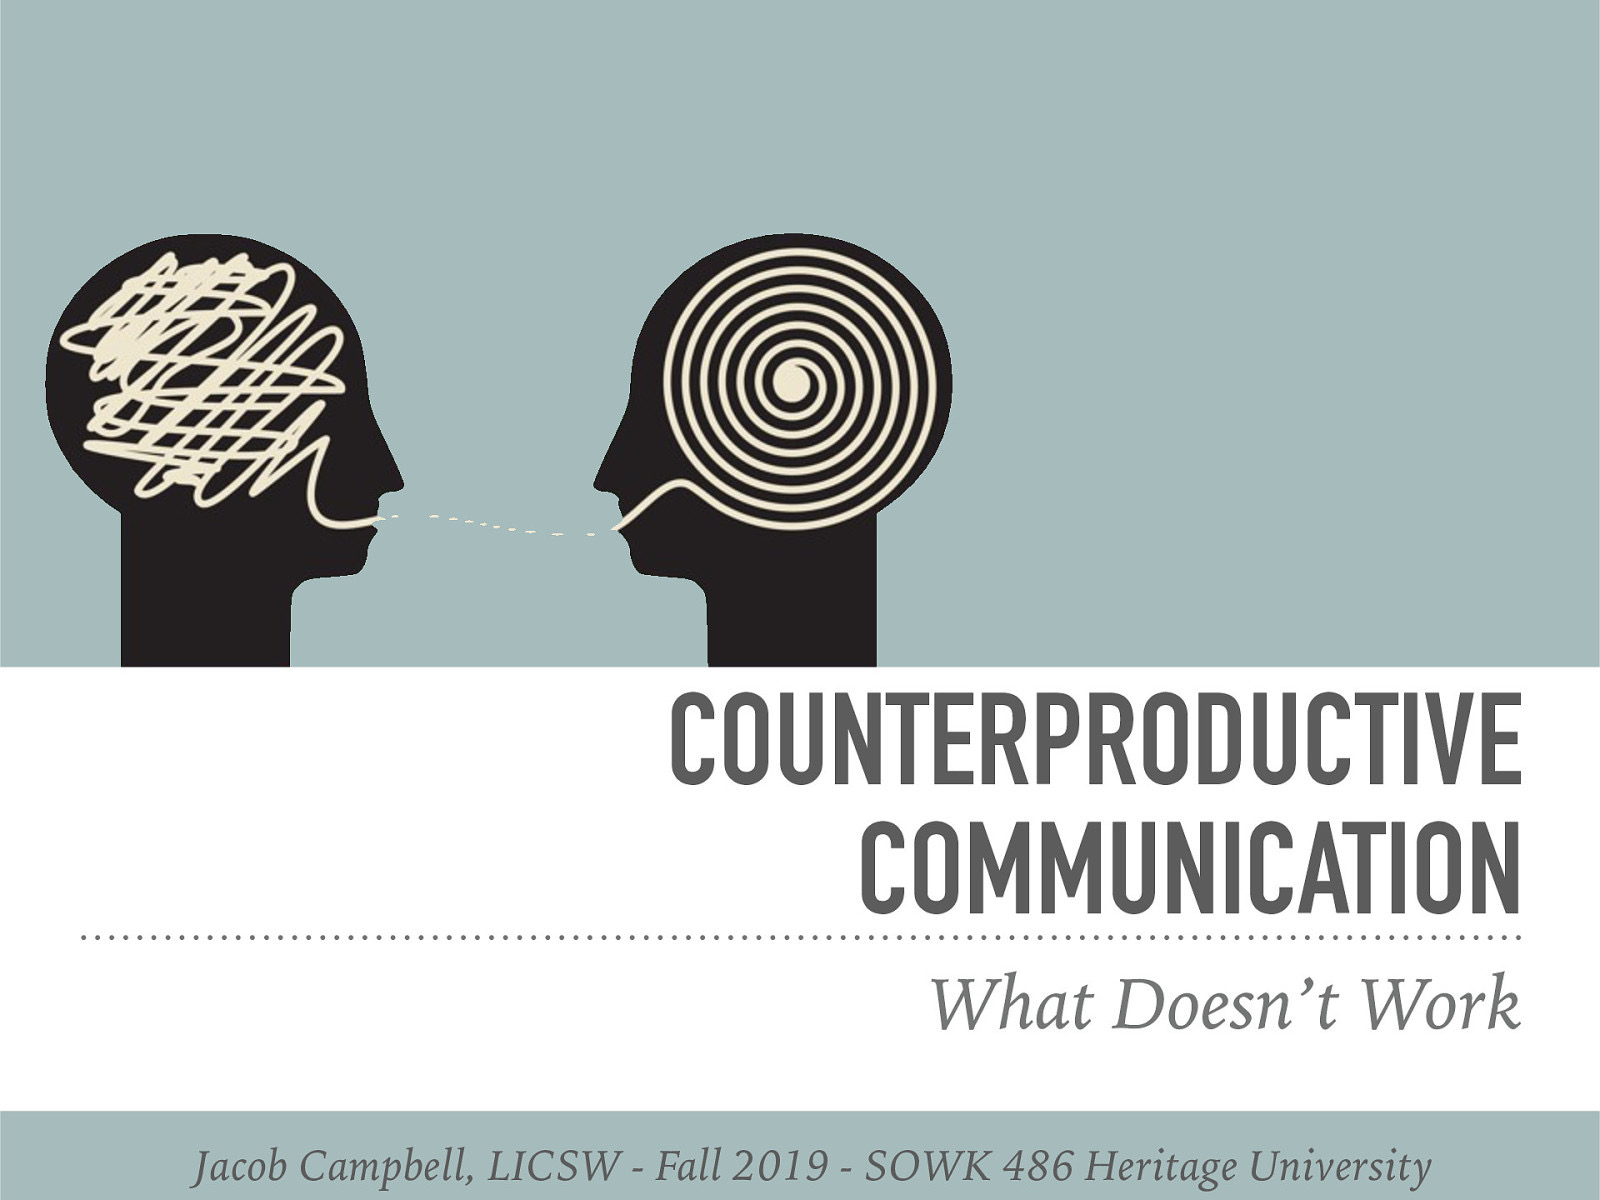 COUNTERPRODUCTIVE
COMMUNICATION
What Doesn’t Work
Jacob Campbell, LICSW - Fall 2019 - SOWK 486 Heritage University